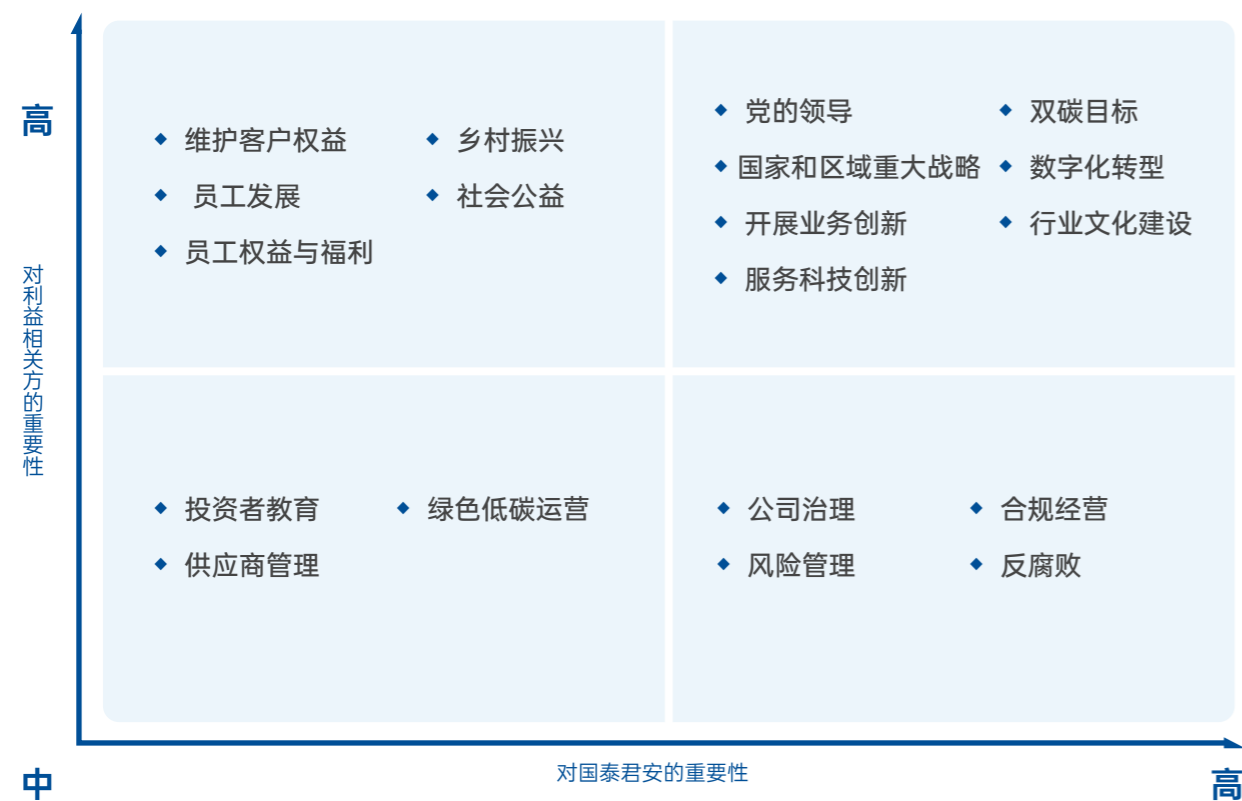 高
对利益相关方的重要性
维护客户权益
乡村振兴
员工发展
社会公益
员工权益与福利
党的领导
双碳目标
国家和区域重大战略
数字化转型
开展业务创新
行业文化建设
服务科技创新
投资者教育
绿色低碳运营
供应商管理
公司治理
合规经营
风险管理
反腐败
中
对国泰君安的重要性
高